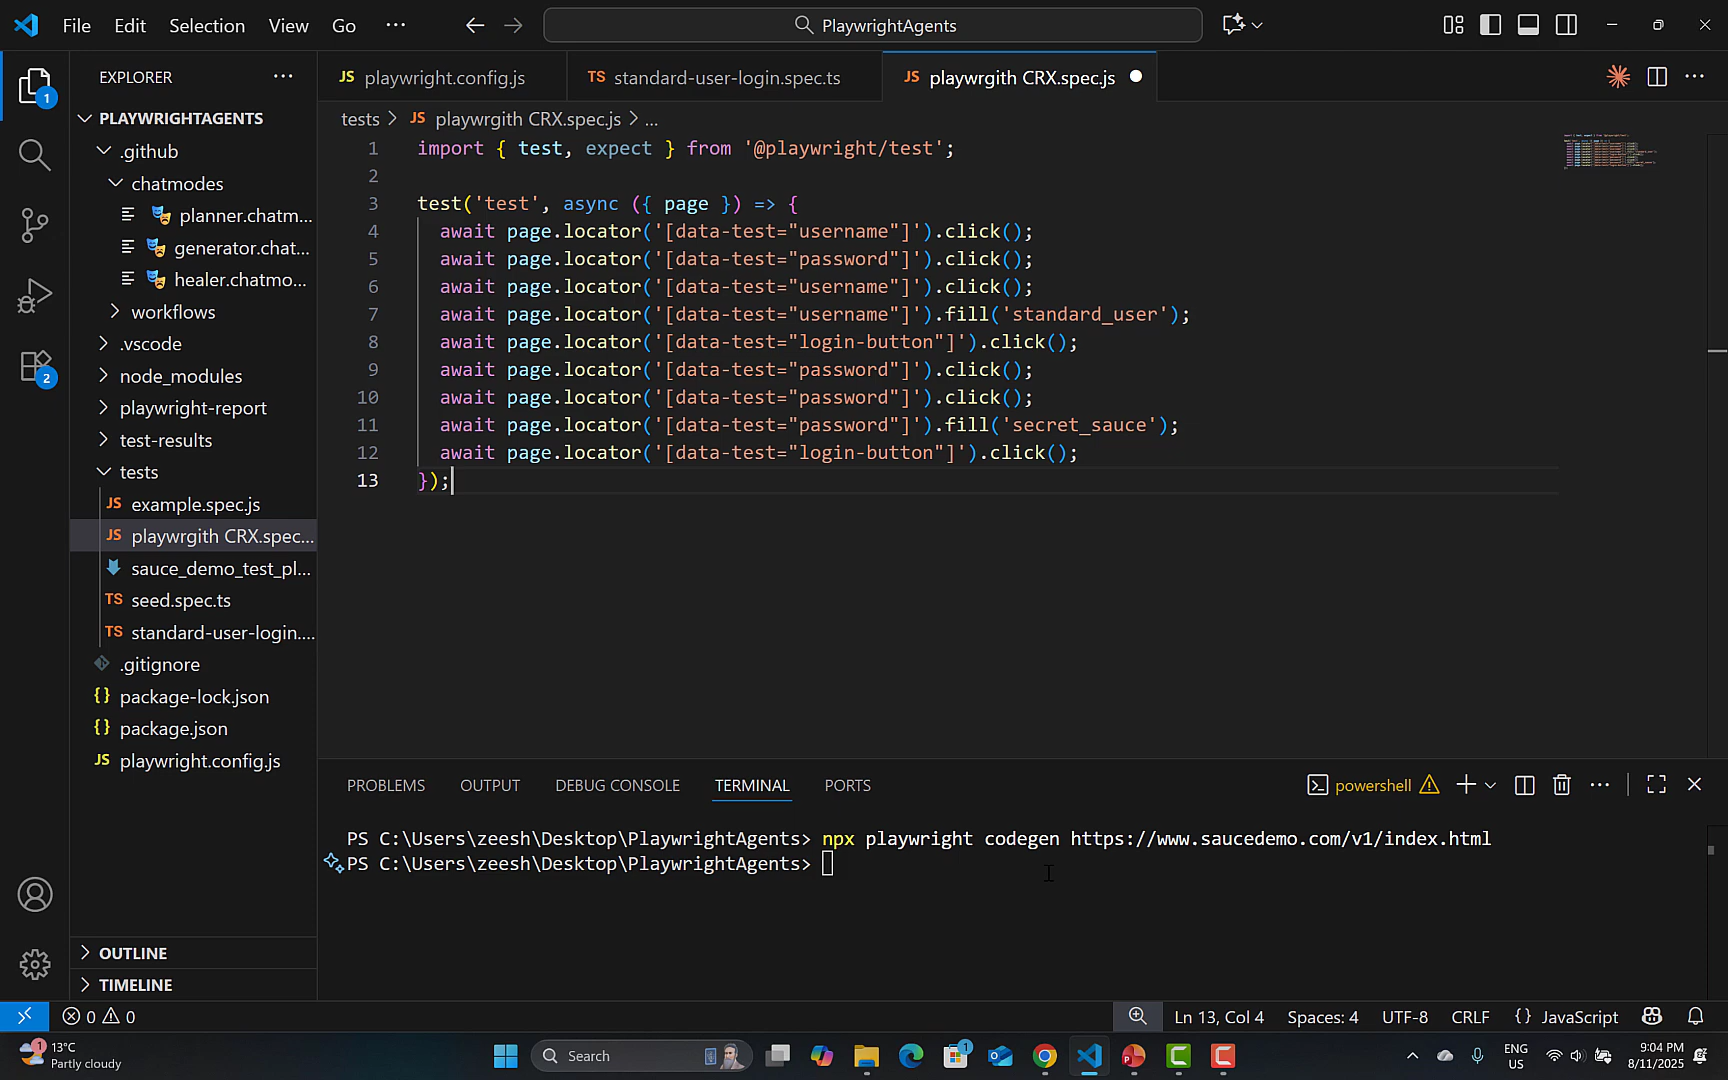 File Edit Selection View Go ··· PlaywrightAgents
EXPLORER ···
playwright.config.js
standard-user-login.spec.ts
playwrgith CRX.spec.js
PLAYWRIGHTAGENTS
.github
chatmodes
planner.chatm...
generator.chat...
healer.chatmo...
workflows
.vscode
node_modules
playwright-report
test-results
tests
example.spec.js
playwrgith CRX.spec...
sauce_demo_test_pl...
seed.spec.ts
standard-user-login....
.gitignore
package-lock.json
package.json
playwright.config.js
OUTLINE
TIMELINE
tests > JS playwrgith CRX.spec.js > ...
1 import { test, expect } from '@playwright/test';
2
3 test('test', async ({ page }) => {
4 await page.locator('[data-test="username"]').click();
5 await page.locator('[data-test="password"]').click();
6 await page.locator('[data-test="username"]').click();
7 await page.locator('[data-test="username"]').fill('standard_user');
8 await page.locator('[data-test="login-button"]').click();
9 await page.locator('[data-test="password"]').click();
10 await page.locator('[data-test="password"]').click();
11 await page.locator('[data-test="password"]').fill('secret_sauce');
12 await page.locator('[data-test="login-button"]').click();
13 });
PROBLEMS OUTPUT DEBUG CONSOLE TERMINAL PORTS powershell
PS C:\Users\zeesh\Desktop\PlaywrightAgents> npx playwright codegen https://www.saucedemo.com/v1/index.html
PS C:\Users\zeesh\Desktop\PlaywrightAgents>
0 0 Ln 13, Col 4 Spaces: 4 UTF-8 CRLF {} JavaScript
13°C
Partly cloudy
Search
ENG
US
9:04 PM
8/11/2025